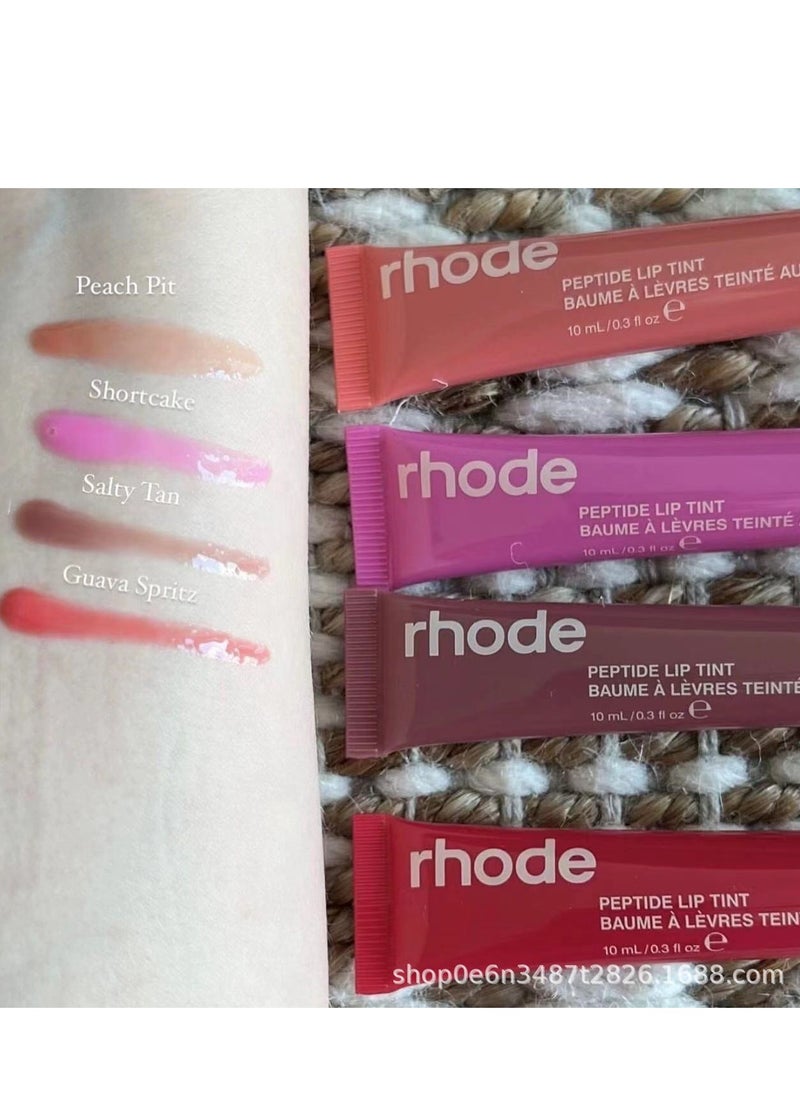 Peach Pit
Shortcake
Salty Tan
Guava Spritz
rhode
PEPTIDE LIP TINT
BAUME À LÈVRES TEINTÉ AU
10 mL/0.3 fl oz ℮
rhode
PEPTIDE LIP TINT
BAUME À LÈVRES TEINTÉ
10 mL/0.3 fl oz ℮
rhode
PEPTIDE LIP TINT
BAUME À LÈVRES TEINTÉ
10 mL/0.3 fl oz ℮
rhode
PEPTIDE LIP TINT
BAUME À LÈVRES TEIN
10 mL/0.3 fl oz ℮
shop0e6n3487t2826.1688.com